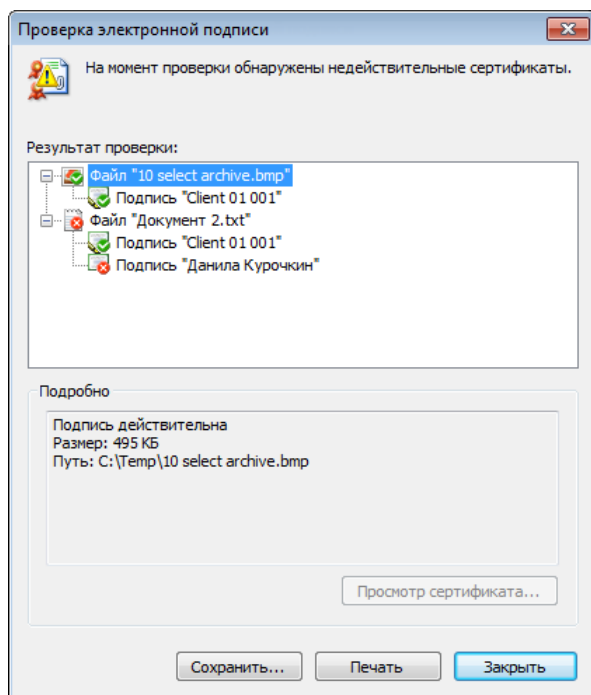 Проверка электронной подписи
На момент проверки обнаружены недействительные сертификаты.
Результат проверки:
Файл "10 select archive.bmp"
Подпись "Client 01 001"
Файл "Документ 2.txt"
Подпись "Client 01 001"
Подпись "Данила Курочкин"
Подробно
Подпись действительна
Размер: 495 КБ
Путь: C:\Temp\10 select archive.bmp
Просмотр сертификата...
Сохранить... Печать Закрыть